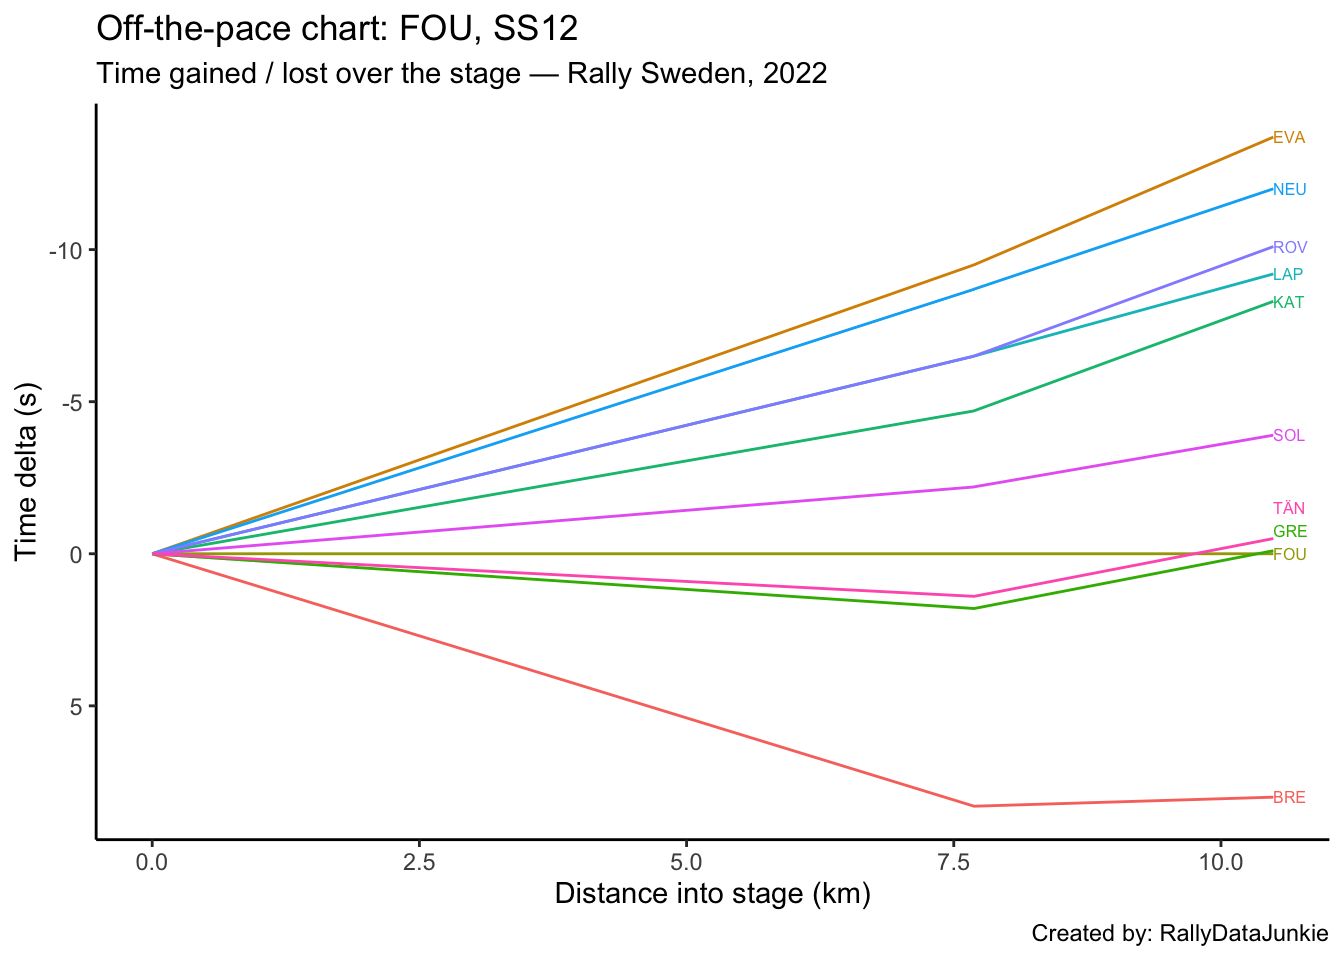 Off-the-pace chart: FOU, SS12
Time gained / lost over the stage — Rally Sweden, 2022
EVA
NEU
-10
ROV
LAP
KAT
-5
SOL
TÄN
GRE
0
FOU
5
BRE
Time delta (s)
0.0 2.5 5.0 7.5 10.0
Distance into stage (km)
Created by: RallyDataJunkie